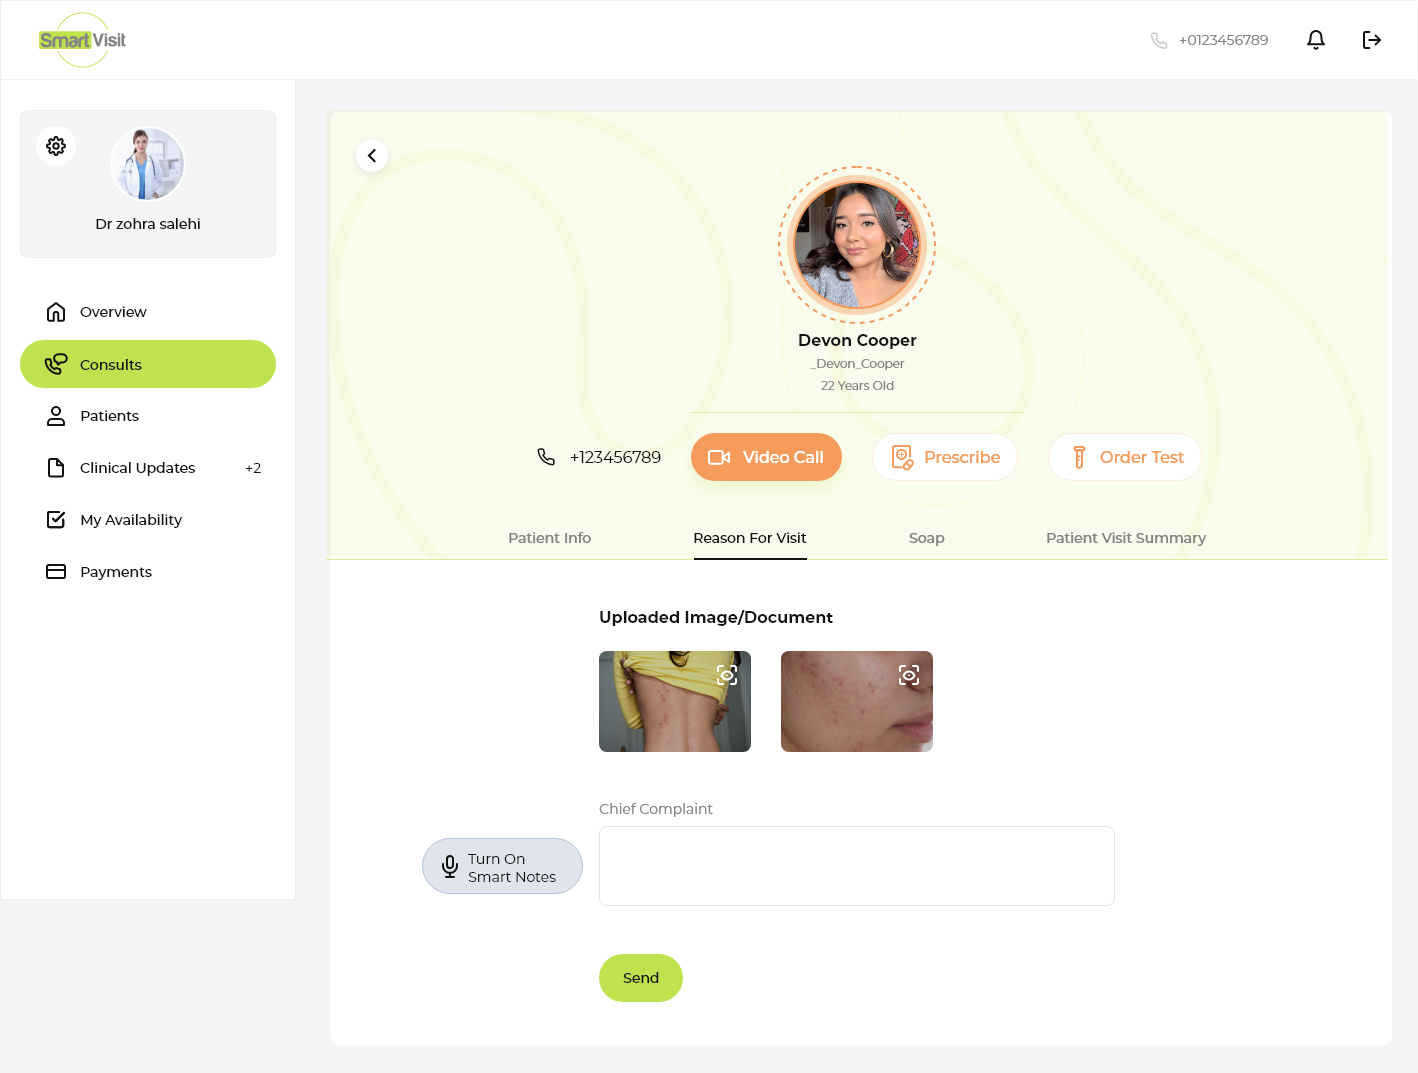 Smart Visit
+0123456789
Dr zohra salehi
Overview
Consults
Patients
Clinical Updates +2
My Availability
Payments
Devon Cooper
_Devon_Cooper
22 Years Old
+123456789
Video Call
Prescribe
Order Test
Patient Info
Reason For Visit
Soap
Patient Visit Summary
Uploaded Image/Document
Chief Complaint
Turn On
Smart Notes
Send